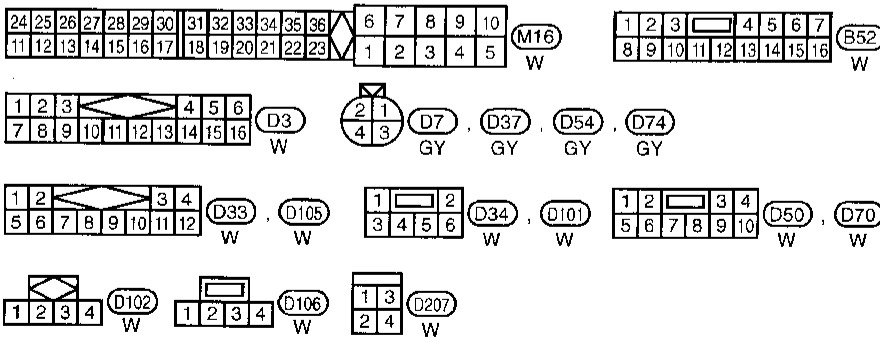 24 25 26 27 28 29 30 31 32 33 34 35 36 6 7 8 9 10
11 12 13 14 15 16 17 18 19 20 21 22 23 1 2 3 4 5
M16
W
1 2 3 4 5 6 7
8 9 10 11 12 13 14 15 16
B52
W
1 2 3 4 5 6
7 8 9 10 11 12 13 14 15 16
D3
W
2 1
4 3
D7 , D37 , D54 , D74
GY GY GY GY
1 2 3 4
5 6 7 8 9 10 11 12
D33 , D105
W W
1 2
3 4 5 6
D34 , D101
W W
1 2 3 4
5 6 7 8 9 10
D50 , D70
W W
1 2 3 4
D102
W
1 2 3 4
D106
W
1 3
2 4
D207
W